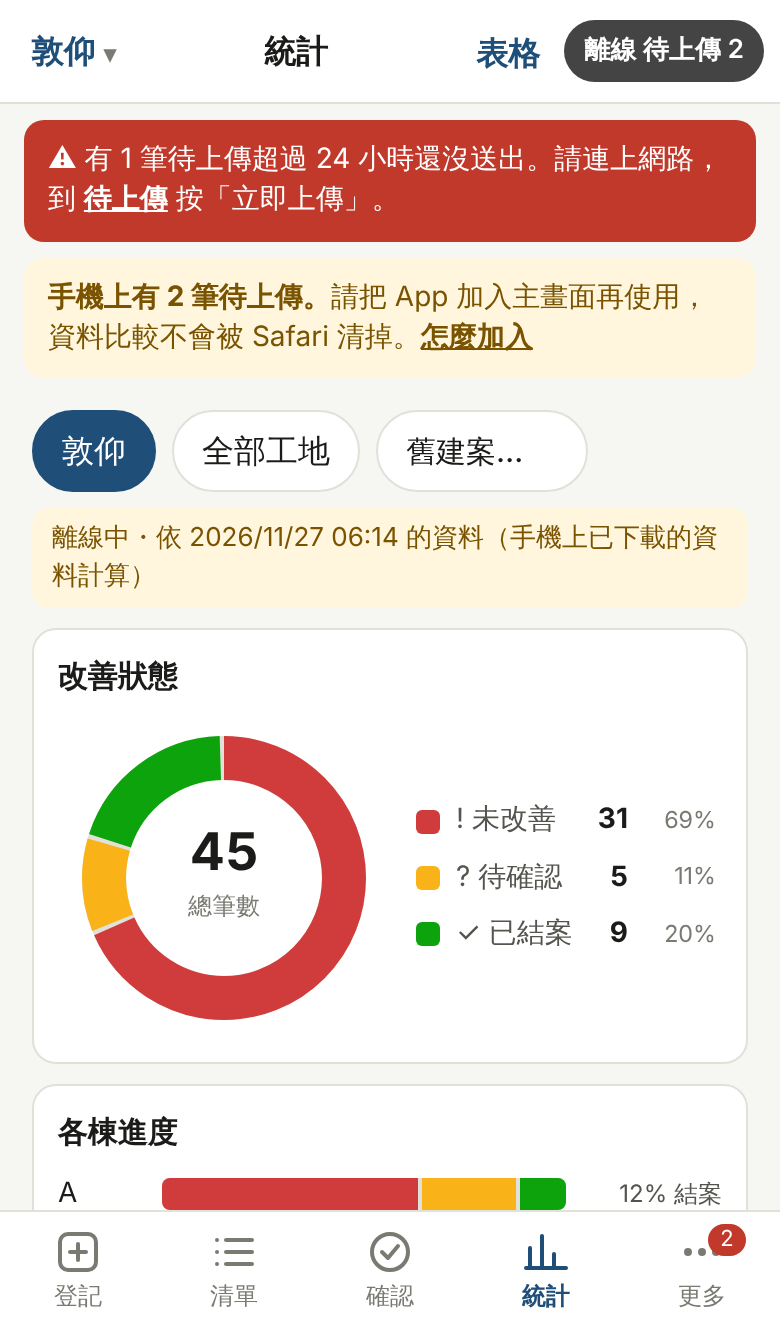 敦仰 ▾
統計
表格
離線 待上傳 2
⚠ 有 1 筆待上傳超過 24 小時還沒送出。請連上網路，
到 待上傳 按「立即上傳」。
手機上有 2 筆待上傳。請把 App 加入主畫面再使用，
資料比較不會被 Safari 清掉。怎麼加入
敦仰
全部工地
舊建案...
離線中・依 2026/11/27 06:14 的資料（手機上已下載的資
料計算）
改善狀態
45
總筆數
! 未改善 31 69%
? 待確認 5 11%
✓ 已結案 9 20%
各棟進度
A 12% 結案
登記
清單
確認
統計
2
更多